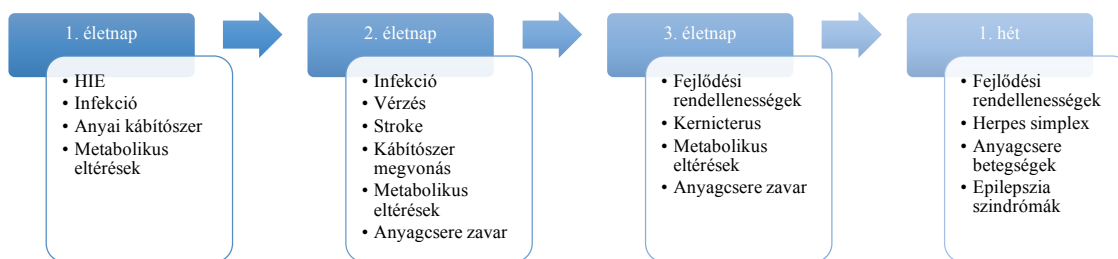 1. életnap
• HIE
• Infekció
• Anyai kábítószer
• Metabolikus
eltérések
2. életnap
• Infekció
• Vérzés
• Stroke
• Kábítószer
megvonás
• Metabolikus
eltérések
• Anyagcsere zavar
3. életnap
• Fejlődési
rendellenességek
• Kernicterus
• Metabolikus
eltérések
• Anyagcsere zavar
1. hét
• Fejlődési
rendellenességek
• Herpes simplex
• Anyagcsere
betegségek
• Epilepszia
szindrómák